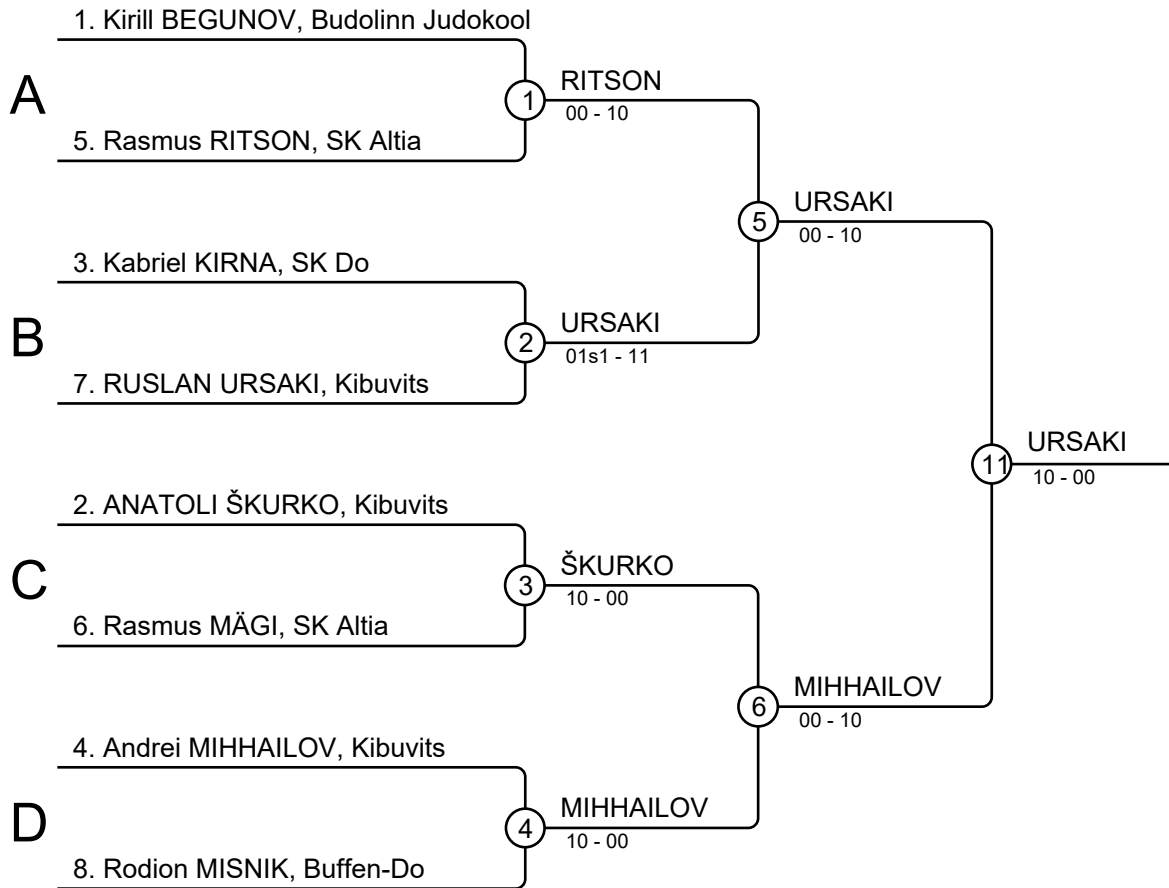 1. Kirill BEGUNOV, Budolinn Judokool
A
1
RITSON
00 - 10
5. Rasmus RITSON, SK Altia
5
URSAKI
00 - 10
3. Kabriel KIRNA, SK Do
B
2
URSAKI
01s1 - 11
7. RUSLAN URSAKI, Kibuvits
11
URSAKI
10 - 00
2. ANATOLI ŠKURKO, Kibuvits
C
3
ŠKURKO
10 - 00
6. Rasmus MÄGI, SK Altia
6
MIHHAILOV
00 - 10
4. Andrei MIHHAILOV, Kibuvits
D
4
MIHHAILOV
10 - 00
8. Rodion MISNIK, Buffen-Do